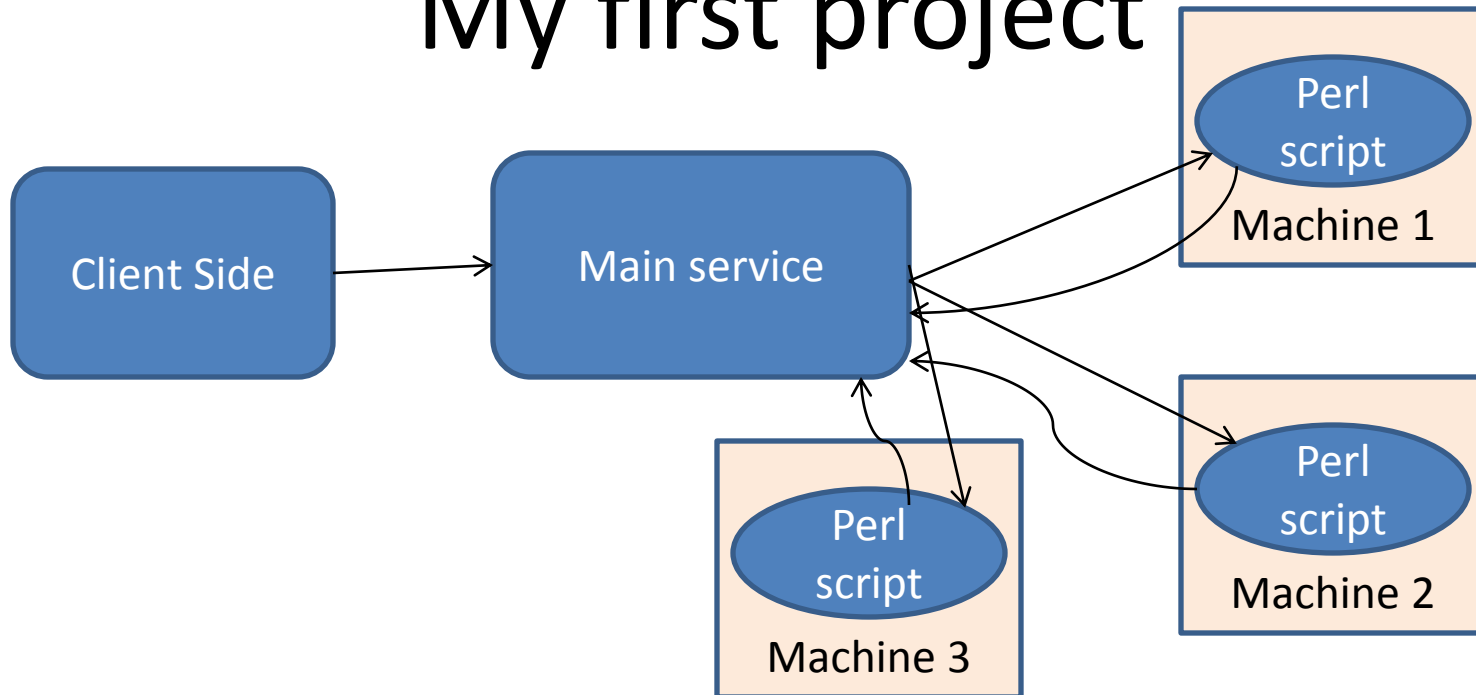 My first project
Perl
script
Machine 1
Client Side
Main service
Perl
script
Machine 2
Perl
script
Machine 3